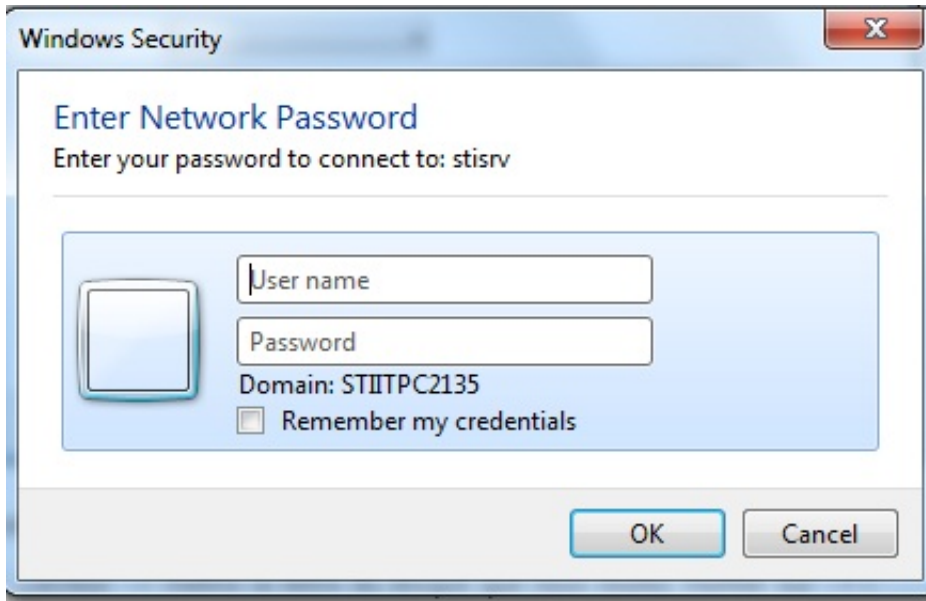 Windows Security
Enter Network Password
Enter your password to connect to: stisrv
User name
Password
Domain: STIITPC2135
Remember my credentials
OK
Cancel